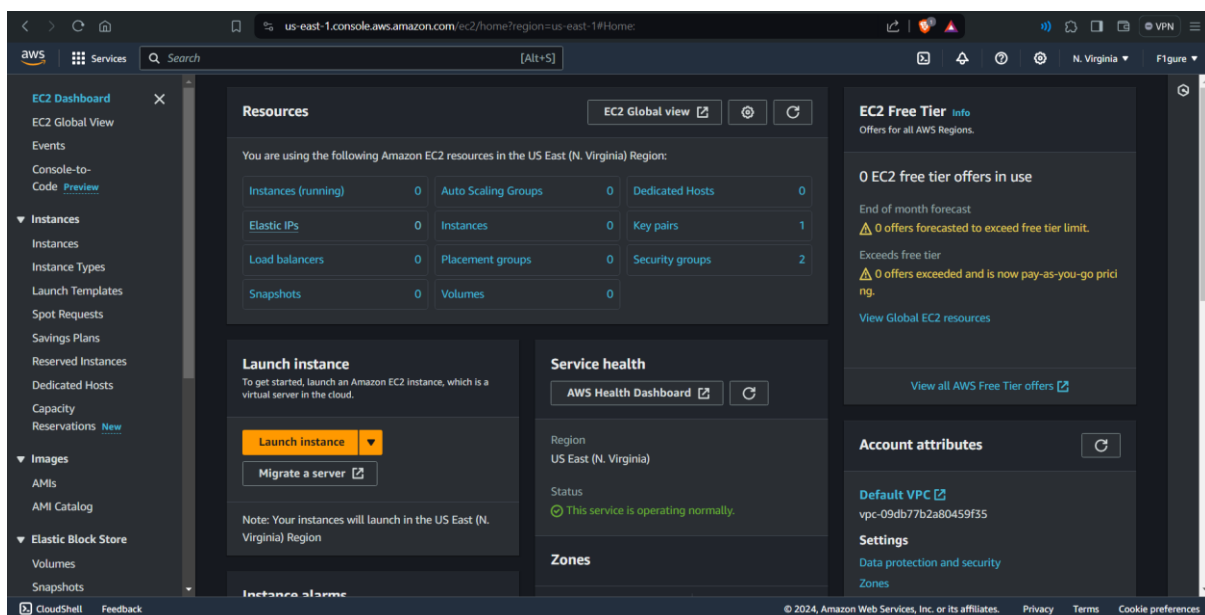 us-east-1.console.aws.amazon.com/ec2/home?region=us-east-1#Home:
VPN
aws
Services
Search
[Alt+S]
N. Virginia
F1gure
EC2 Dashboard
EC2 Global View
Events
Console-to-
Code Preview
Instances
Instances
Instance Types
Launch Templates
Spot Requests
Savings Plans
Reserved Instances
Dedicated Hosts
Capacity
Reservations New
Images
AMIs
AMI Catalog
Elastic Block Store
Volumes
Snapshots
Resources
EC2 Global view
You are using the following Amazon EC2 resources in the US East (N. Virginia) Region:
Instances (running) 0 Auto Scaling Groups 0 Dedicated Hosts 0
Elastic IPs 0 Instances 0 Key pairs 1
Load balancers 0 Placement groups 0 Security groups 2
Snapshots 0 Volumes 0
Launch instance
To get started, launch an Amazon EC2 instance, which is a
virtual server in the cloud.
Launch instance
Migrate a server
Note: Your instances will launch in the US East (N.
Virginia) Region
Instance alarms
Service health
AWS Health Dashboard
Region
US East (N. Virginia)
Status
This service is operating normally.
Zones
EC2 Free Tier Info
Offers for all AWS Regions.
0 EC2 free tier offers in use
End of month forecast
0 offers forecasted to exceed free tier limit.
Exceeds free tier
0 offers exceeded and is now pay-as-you-go prici
ng.
View Global EC2 resources
View all AWS Free Tier offers
Account attributes
Default VPC
vpc-09db77b2a80459f35
Settings
Data protection and security
Zones
CloudShell
Feedback
© 2024, Amazon Web Services, Inc. or its affiliates.
Privacy
Terms
Cookie preferences